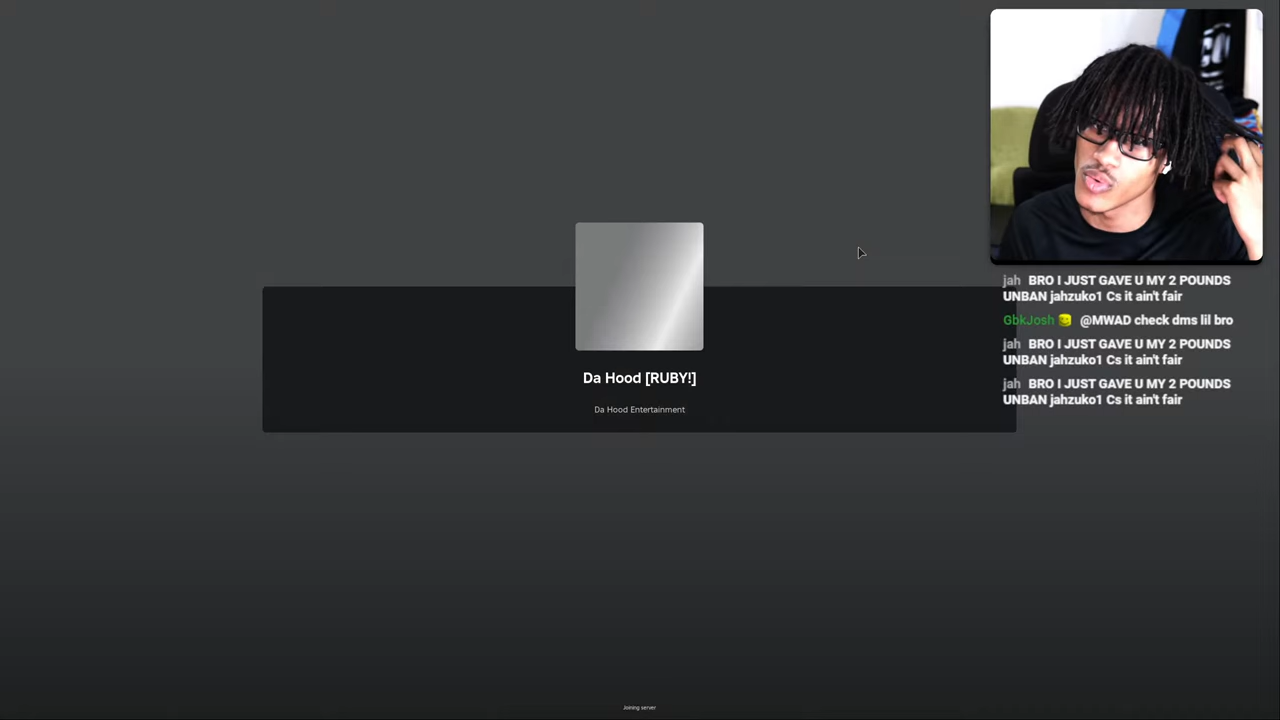 jah BRO I JUST GAVE U MY 2 POUNDS
UNBAN jahzuko1 Cs it ain't fair
GbkJosh @MWAD check dms lil bro
jah BRO I JUST GAVE U MY 2 POUNDS
UNBAN jahzuko1 Cs it ain't fair
jah BRO I JUST GAVE U MY 2 POUNDS
UNBAN jahzuko1 Cs it ain't fair
Da Hood [RUBY!]
Da Hood Entertainment
Joining server